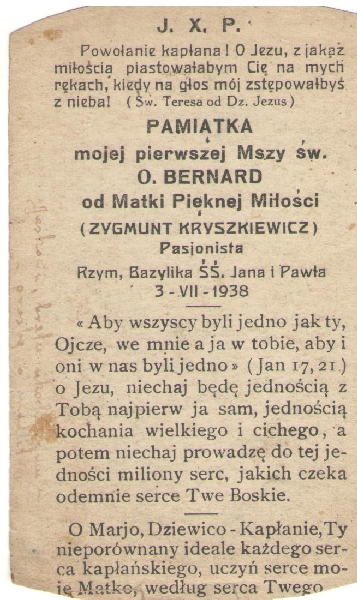 J. X. P.
Powołanie kapłana! O Jezu, z jakąż
miłością piastowałabym Cię na mych
rękach, kiedy na głos mój zstępowałbyś
z nieba! (Św. Teresa od Dz. Jezus)
PAMIĄTKA
mojej pierwszej Mszy św.
O. BERNARD
od Matki Pięknej Miłości
(ZYGMUNT KRYSZKIEWICZ)
Pasjonista
Rzym, Bazylika ŚŚ. Jana i Pawła
3-VII-1938
«Aby wszyscy byli jedno jak ty,
Ojcze, we mnie a ja w tobie, aby i
oni w nas byli jedno» (Jan 17, 21.)
o Jezu, niechaj będę jednością z
Tobą najpierw ja sam, jednością
kochania wielkiego i cichego, a
potem niechaj prowadzę do tej je-
dności miliony serc, jakich czeka
odemnie serce Twe Boskie.
O Marjo, Dziewico-Kapłanie, Ty
nieporównany ideale każdego ser-
ca kapłańskiego, uczyń serce mo-
je Matko, według serca Twego